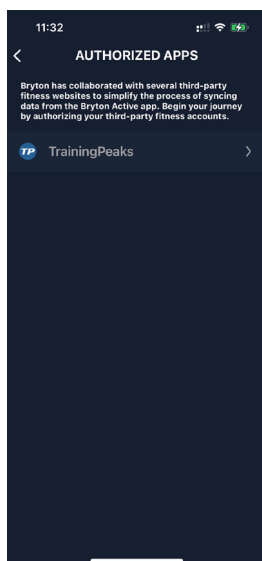 11:32
AUTHORIZED APPS
Bryton has collaborated with several third-party
fitness websites to simplify the process of syncing
data from the Bryton Active app. Begin your journey
by authorizing your third-party fitness accounts.
TP TrainingPeaks